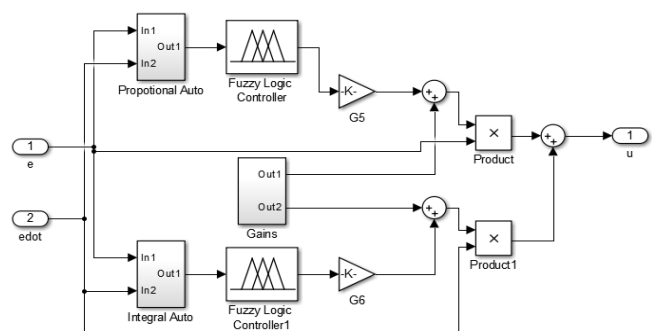 In1
In2
Out1
Propotional Auto
Fuzzy Logic
Controller
-K-
G5
+
+
×
Product
+
+
1
u
1
e
2
edot
Out1
Out2
Gains
+
+
×
Product1
In1
In2
Out1
Integral Auto
Fuzzy Logic
Controller1
-K-
G6